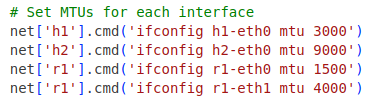 # Set MTUs for each interface
net['h1'].cmd('ifconfig h1-eth0 mtu 3000')
net['h2'].cmd('ifconfig h2-eth0 mtu 9000')
net['r1'].cmd('ifconfig r1-eth0 mtu 1500')
net['r1'].cmd('ifconfig r1-eth1 mtu 4000')